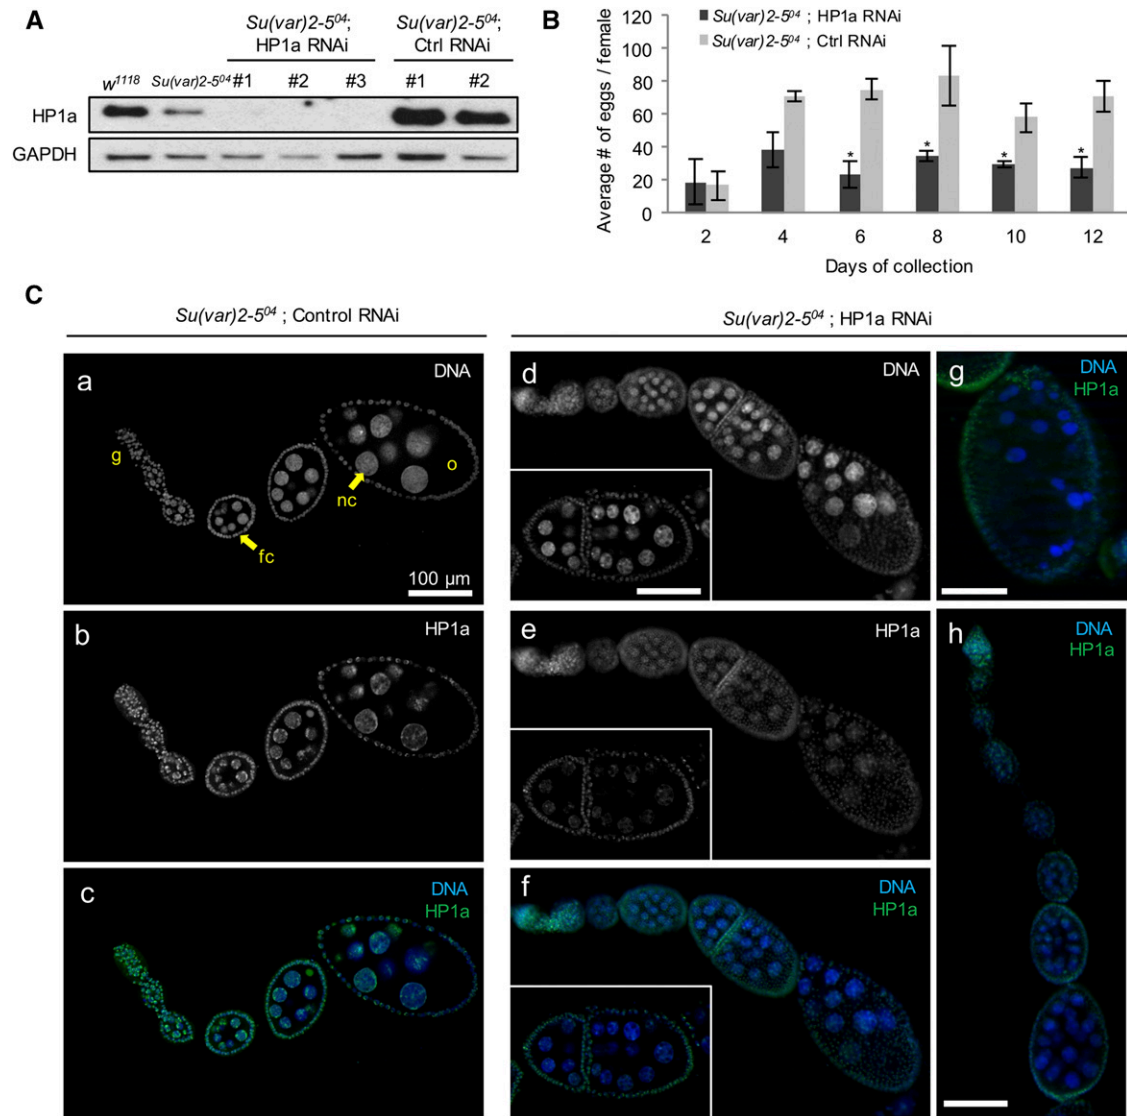 A
Su(var)2-5⁰⁴; Su(var)2-5⁰⁴;
HP1a RNAi Ctrl RNAi
w¹¹¹⁸ Su(var)2-5⁰⁴ #1 #2 #3 #1 #2
HP1a
GAPDH
B
Su(var)2-5⁰⁴ ; HP1a RNAi
Su(var)2-5⁰⁴ ; Ctrl RNAi
Average # of eggs / female
120
100
80
60
40
20
0
* * * *
2 4 6 8 10 12
Days of collection
C
Su(var)2-5⁰⁴ ; Control RNAi
Su(var)2-5⁰⁴ ; HP1a RNAi
a DNA
g
nc
o
fc
100 µm
b HP1a
c DNA
HP1a
d DNA
e HP1a
f DNA
HP1a
g DNA
HP1a
h DNA
HP1a